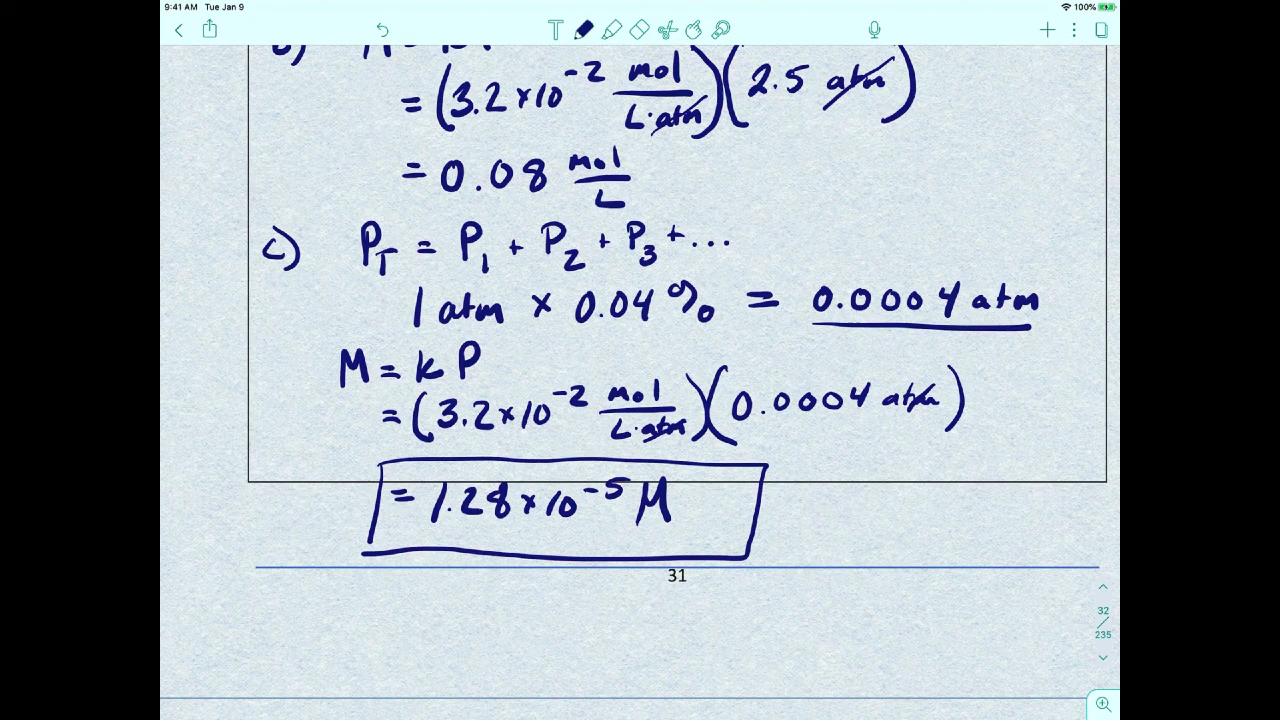 9:41 AM Tue Jan 9
100%
b)
= (3.2 × 10⁻² mol/L·atm)(2.5 atm)
= 0.08 mol/L
c) P_T = P₁ + P₂ + P₃ + ...
1 atm × 0.04 % = 0.0004 atm
M = k P
= (3.2 × 10⁻² mol/L·atm)(0.0004 atm)
= 1.28 × 10⁻⁵ M
31
32
/
235